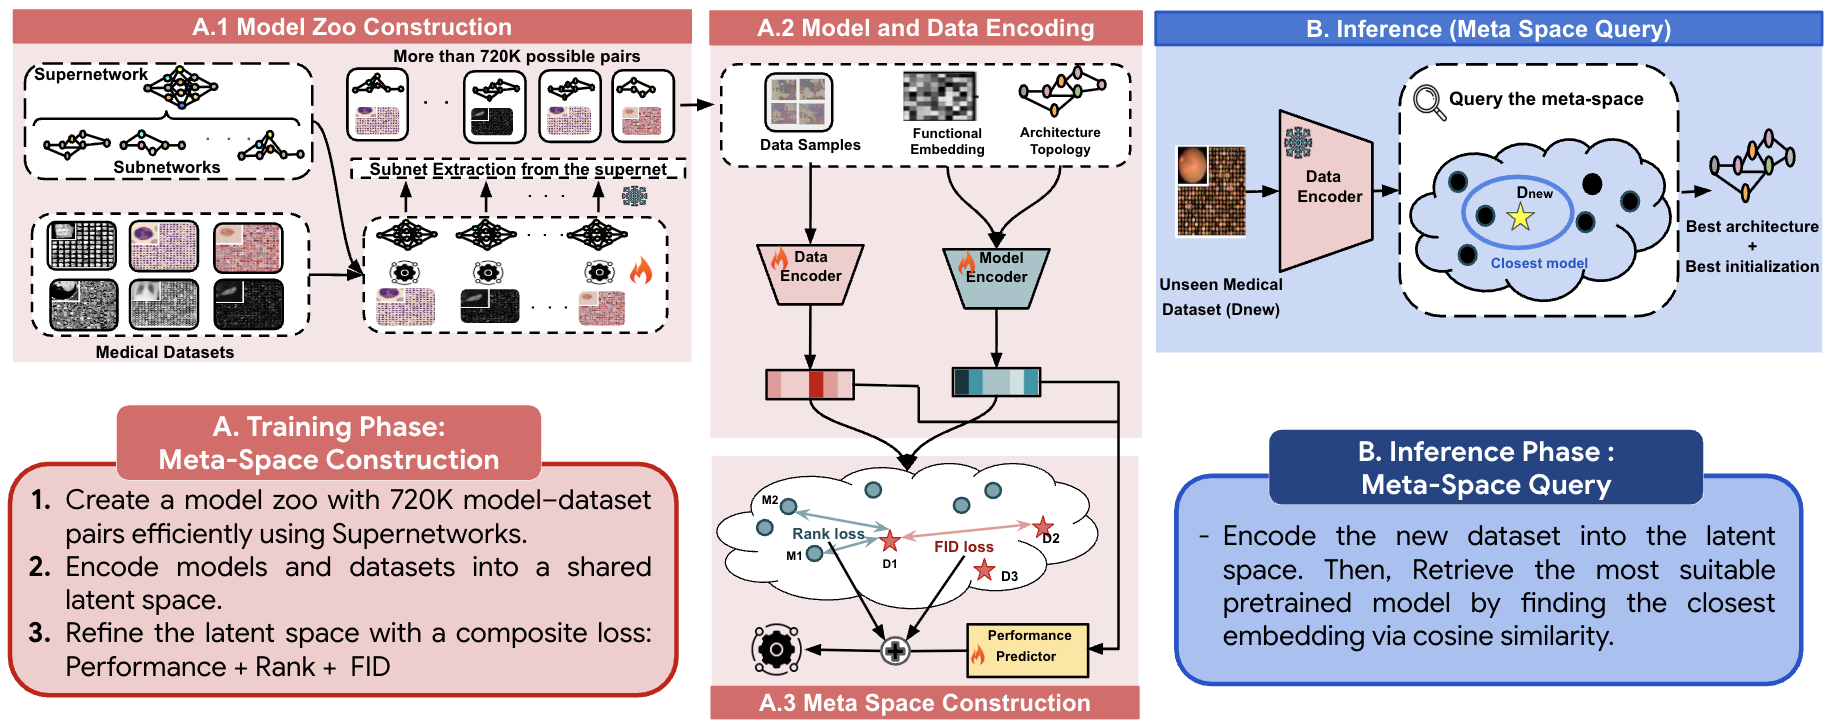 A.1 Model Zoo Construction
Supernetwork
Subnetworks
More than 720K possible pairs
Subnet Extraction from the supernet
Medical Datasets
A. Training Phase:
Meta-Space Construction
1. Create a model zoo with 720K model–dataset
pairs efficiently using Supernetworks.
2. Encode models and datasets into a shared
latent space.
3. Refine the latent space with a composite loss:
Performance + Rank + FID
A.2 Model and Data Encoding
Data Samples
Functional
Embedding
Architecture
Topology
Data
Encoder
Model
Encoder
M2
Rank loss
M1
D1
FID loss
D2
D3
Performance
Predictor
A.3 Meta Space Construction
B. Inference (Meta Space Query)
Unseen Medical
Dataset (Dnew)
Data
Encoder
Query the meta-space
Dnew
Closest model
Best architecture
+
Best initialization
B. Inference Phase :
Meta-Space Query
- Encode the new dataset into the latent
space. Then, Retrieve the most suitable
pretrained model by finding the closest
embedding via cosine similarity.